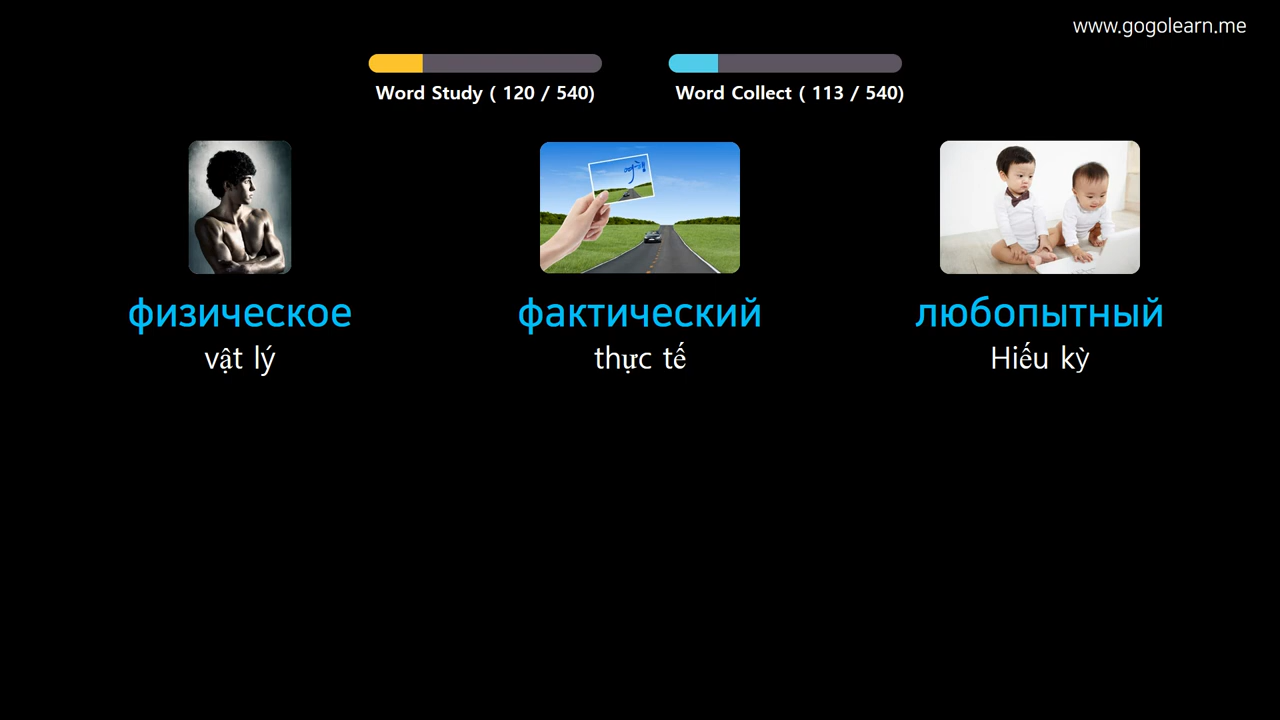 www.gogolearn.me
Word Study ( 120 / 540)
Word Collect ( 113 / 540)
физическое
фактический
любопытный
vật lý
thực tế
Hiếu kỳ